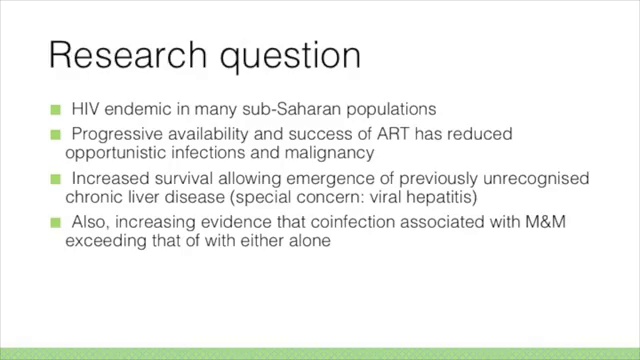 Research question
HIV endemic in many sub-Saharan populations
Progressive availability and success of ART has reduced
opportunistic infections and malignancy
Increased survival allowing emergence of previously unrecognised
chronic liver disease (special concern: viral hepatitis)
Also, increasing evidence that coinfection associated with M&M
exceeding that of with either alone